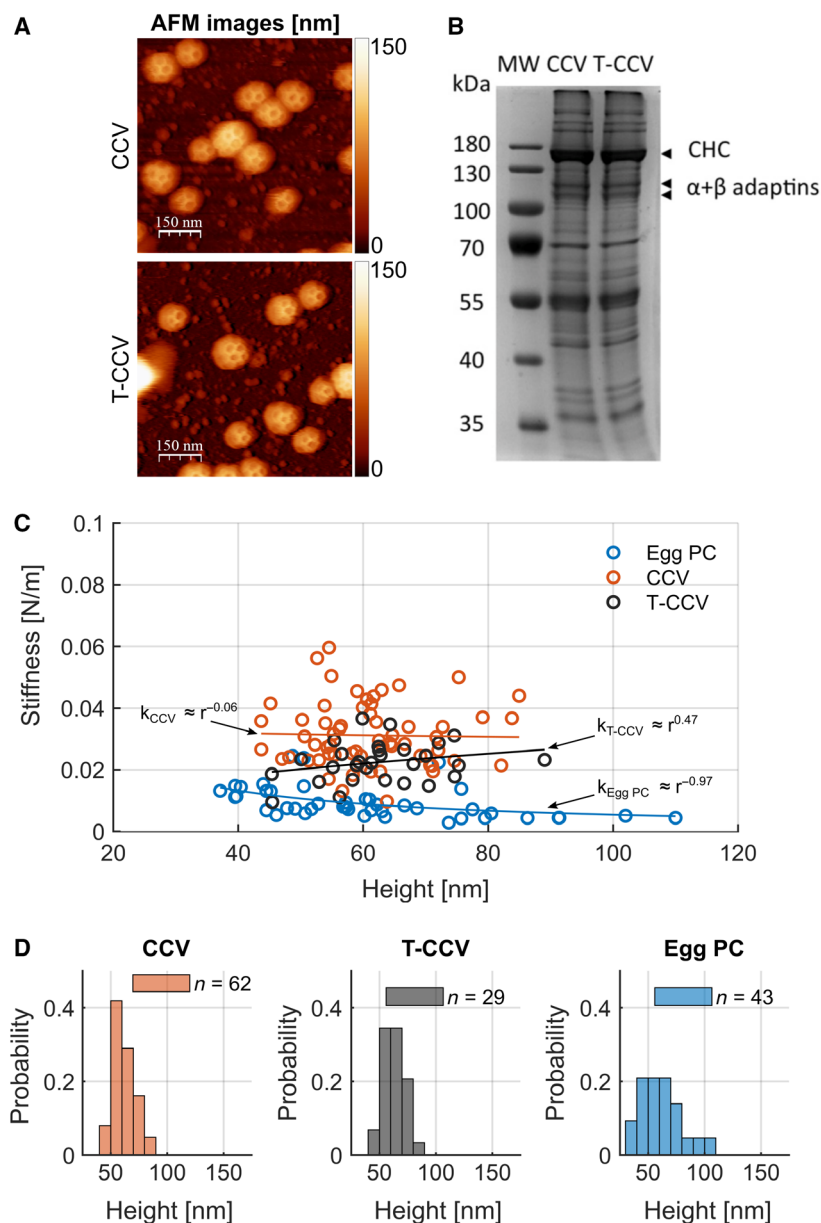 A
AFM images [nm]
CCV
150
150 nm
0
T-CCV
150
150 nm
0
B
MW CCV T-CCV
kDa
180
CHC
130
α+β adaptins
100
70
55
40
35
C
Stiffness [N/m]
0.1
0.08
0.06
0.04
0.02
0
Egg PC
CCV
T-CCV
k_CCV ≈ r^−0.06
k_T-CCV ≈ r^0.47
k_Egg PC ≈ r^−0.97
20 40 60 80 100 120
Height [nm]
D
CCV
n = 62
Probability
0.4
0.2
0
50 100 150
Height [nm]
T-CCV
n = 29
Probability
0.4
0.2
0
50 100 150
Height [nm]
Egg PC
n = 43
Probability
0.4
0.2
0
50 100 150
Height [nm]